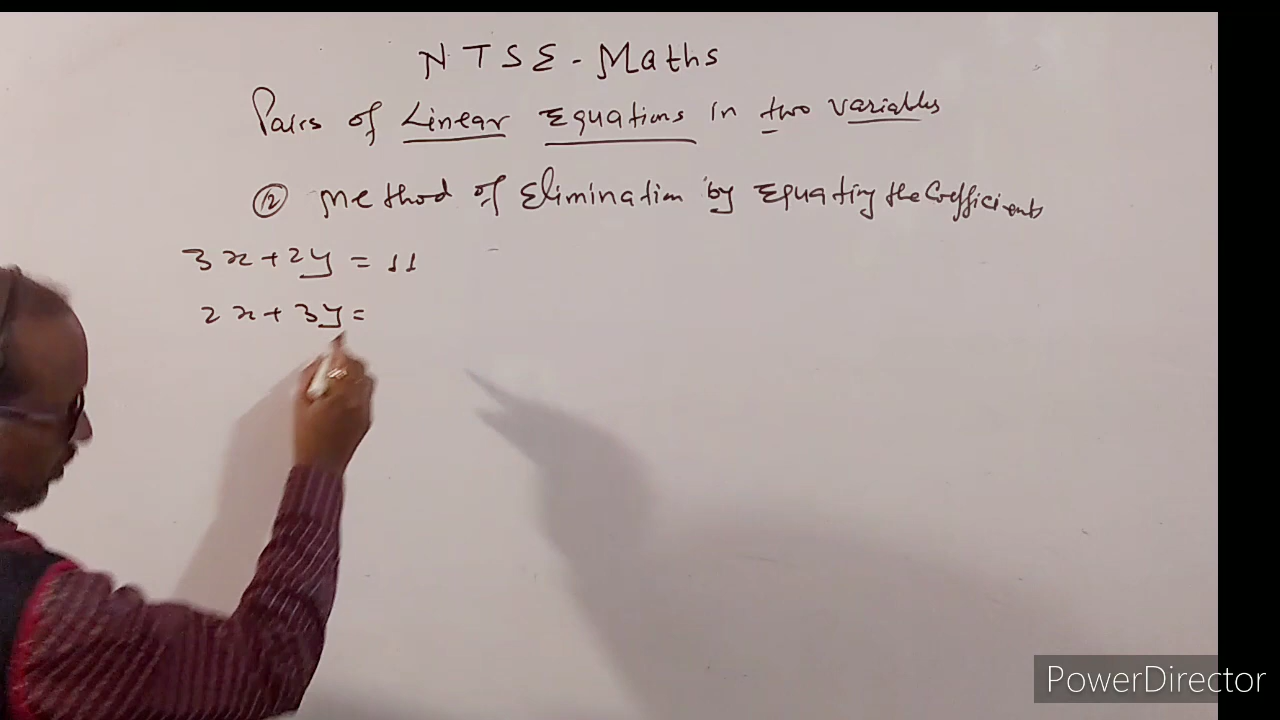 NTSE - Maths
Pairs of Linear Equations in two variables
② Method of Elimination by Equating the Coefficients
3x + 2y = 11
2x + 3y =
PowerDirector